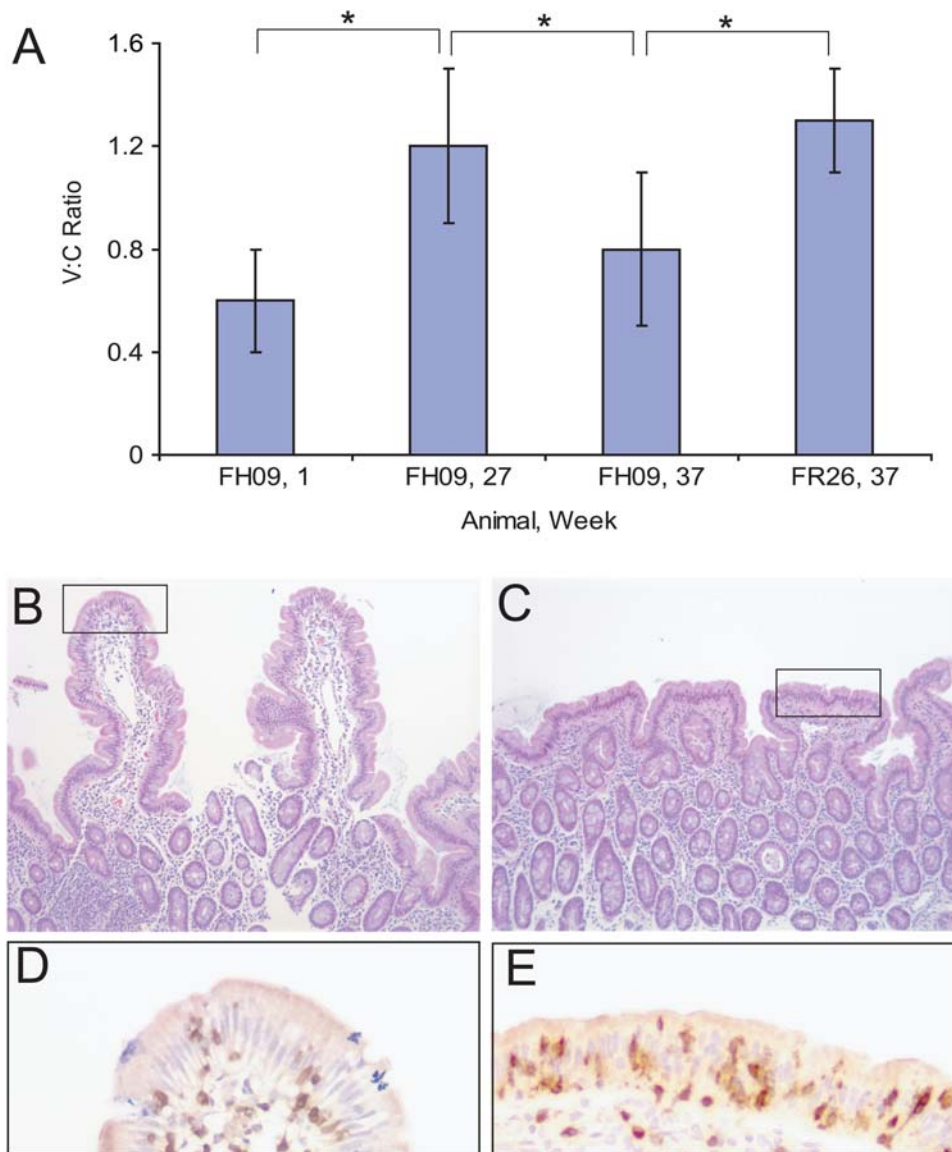 A
* * *
1.6
1.2
0.8
0.4
0
V:C Ratio
FH09, 1 FH09, 27 FH09, 37 FR26, 37
Animal, Week
B
C
D
E